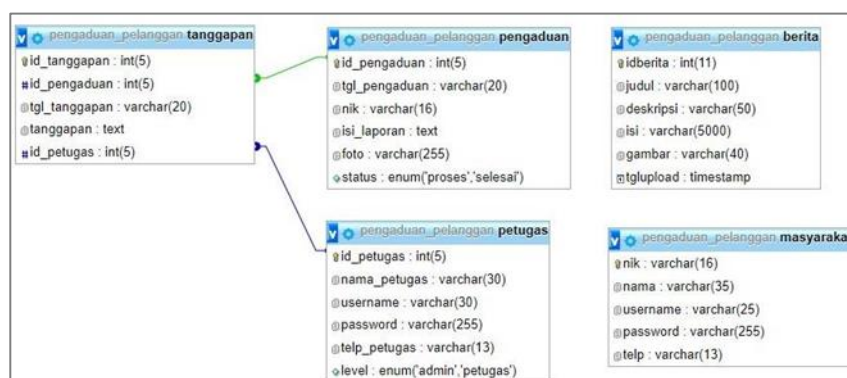 pengaduan_pelanggan tanggapan
id_tanggapan : int(5)
#id_pengaduan : int(5)
tgl_tanggapan : varchar(20)
tanggapan : text
#id_petugas : int(5)
pengaduan_pelanggan pengaduan
id_pengaduan : int(5)
tgl_pengaduan : varchar(20)
nik : varchar(16)
isi_laporan : text
foto : varchar(255)
status : enum('proses','selesai')
pengaduan_pelanggan berita
idberita : int(11)
judul : varchar(100)
deskripsi : varchar(50)
isi : varchar(5000)
gambar : varchar(40)
tglupload : timestamp
pengaduan_pelanggan petugas
id_petugas : int(5)
nama_petugas : varchar(30)
username : varchar(30)
password : varchar(255)
telp_petugas : varchar(13)
level : enum('admin','petugas')
pengaduan_pelanggan masyaraka
nik : varchar(16)
nama : varchar(35)
username : varchar(25)
password : varchar(255)
telp : varchar(13)